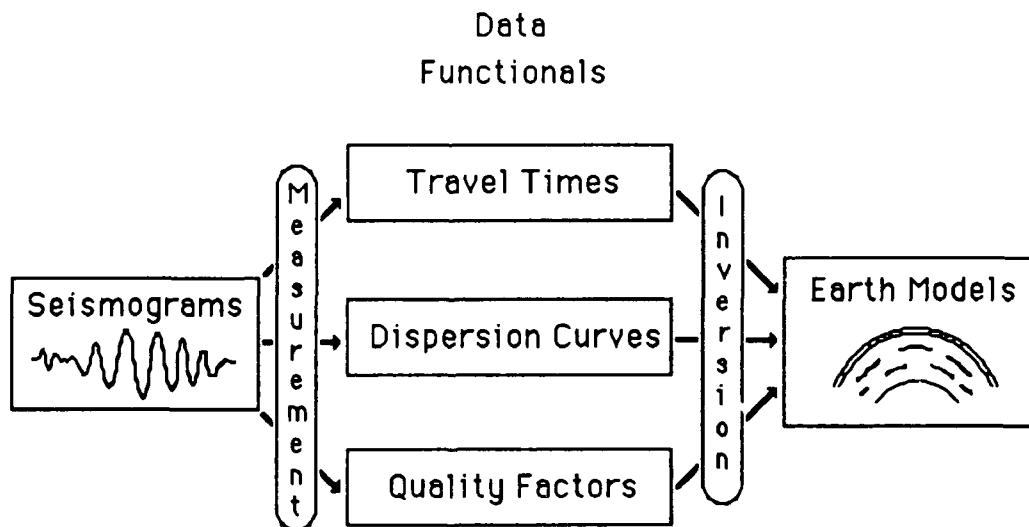 Data
Functionals
Seismograms
Measurement
Travel Times
Dispersion Curves
Quality Factors
Inversion
Earth Models